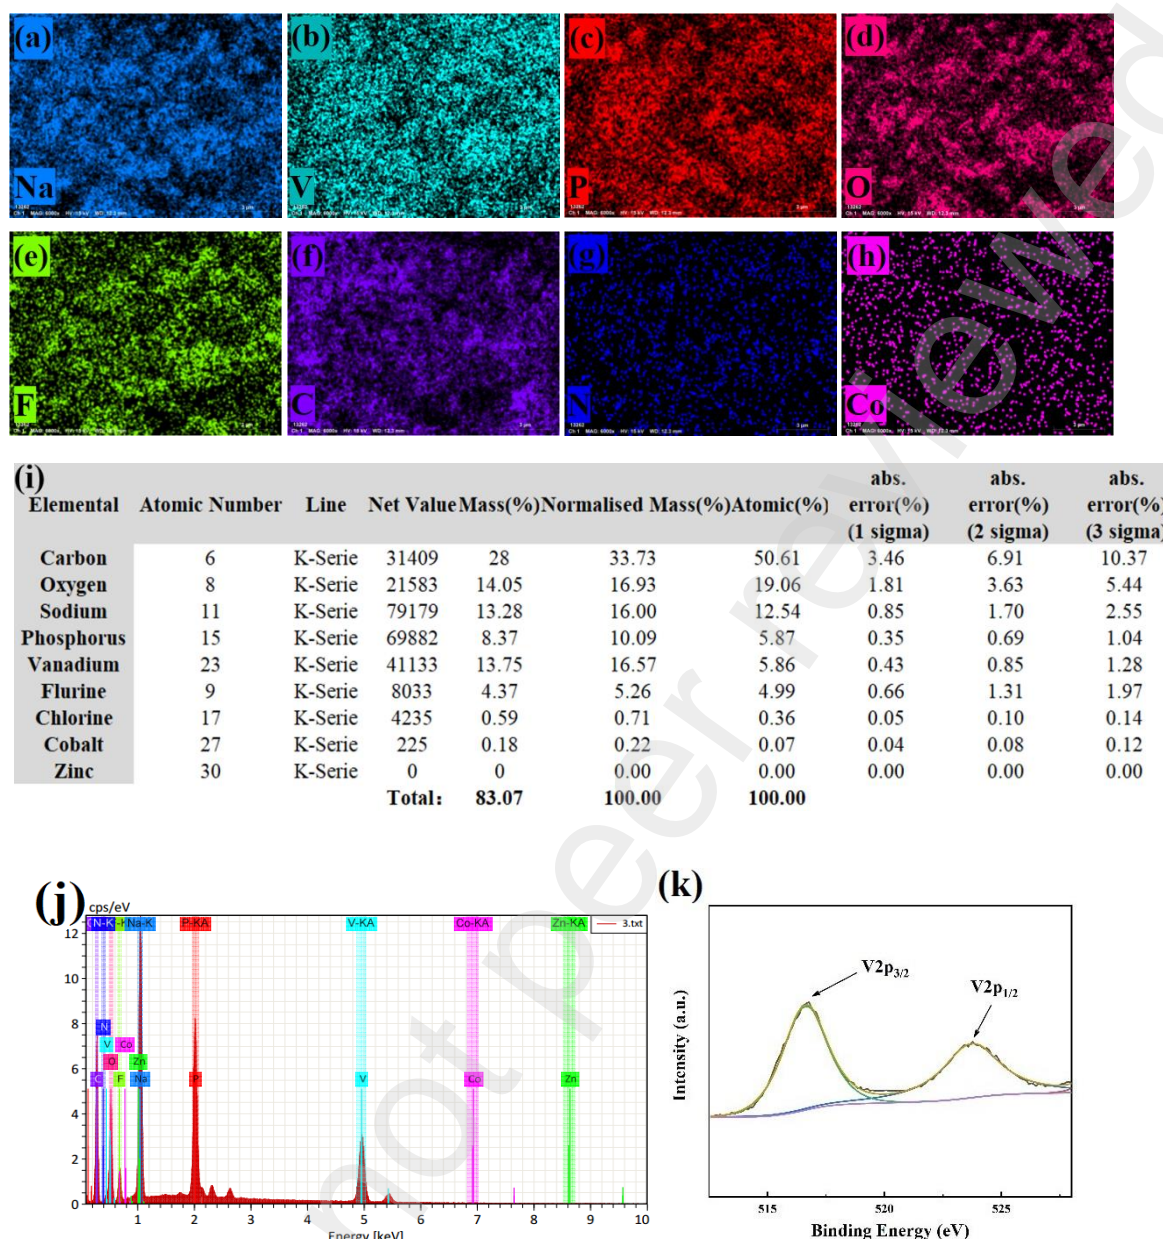 (a) (b) (c) (d)
Na V P O
(e) (f) (g) (h)
F C N Co
(i)
Elemental Atomic Number Line Net Value Mass(%) Normalised Mass(%) Atomic(%) abs. error(%) (1 sigma) abs. error(%) (2 sigma) abs. error(%) (3 sigma)
Carbon 6 K-Serie 31409 28 33.73 50.61 3.46 6.91 10.37
Oxygen 8 K-Serie 21583 14.05 16.93 19.06 1.81 3.63 5.44
Sodium 11 K-Serie 79179 13.28 16.00 12.54 0.85 1.70 2.55
Phosphorus 15 K-Serie 69882 8.37 10.09 5.87 0.35 0.69 1.04
Vanadium 23 K-Serie 41133 13.75 16.57 5.86 0.43 0.85 1.28
Flurine 9 K-Serie 8033 4.37 5.26 4.99 0.66 1.31 1.97
Chlorine 17 K-Serie 4235 0.59 0.71 0.36 0.05 0.10 0.14
Cobalt 27 K-Serie 225 0.18 0.22 0.07 0.04 0.08 0.12
Zinc 30 K-Serie 0 0 0.00 0.00 0.00 0.00 0.00
Total: 83.07 100.00 100.00
(j)
cps/eV
N-K Na-K P-KA V-KA Co-KA Zn-KA
3.txt
12
10
8
6
4
2
0
N
V Co
O Zn
C F Na P V Co Zn
1 2 3 4 5 6 7 8 9 10
Energy [keV]
(k)
V2p3/2
V2p1/2
Intensity (a.u.)
515 520 525
Binding Energy (eV)
not peer reviewed